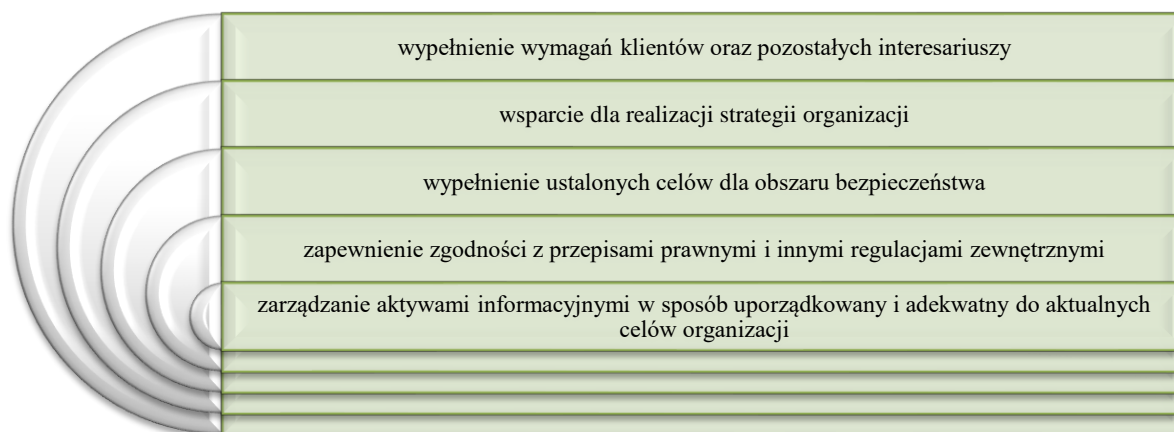 wypełnienie wymagań klientów oraz pozostałych interesariuszy
wsparcie dla realizacji strategii organizacji
wypełnienie ustalonych celów dla obszaru bezpieczeństwa
zapewnienie zgodności z przepisami prawnymi i innymi regulacjami zewnętrznymi
zarządzanie aktywami informacyjnymi w sposób uporządkowany i adekwatny do aktualnych
celów organizacji